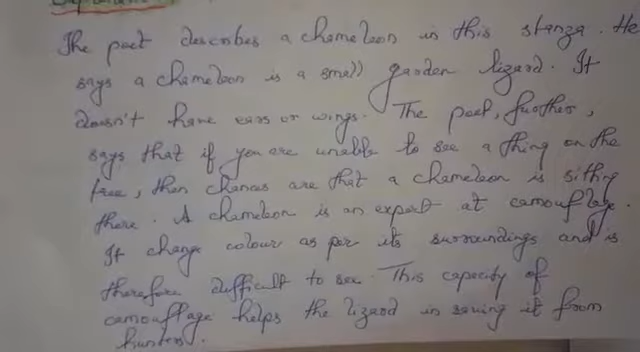 Explanation
The poet describes a chameleon in this stanza. He
says a chameleon is a small garden lizard. It
doesn't have ears or wings. The poet, further,
says that if you are unable to see a thing on the
tree, then chances are that a chameleon is sitting
there. A chameleon is an expert at camouflage.
It change colour as per its surroundings and is
therefore difficult to see. This capacity of
camouflage helps the lizard in saving it from
hunters.